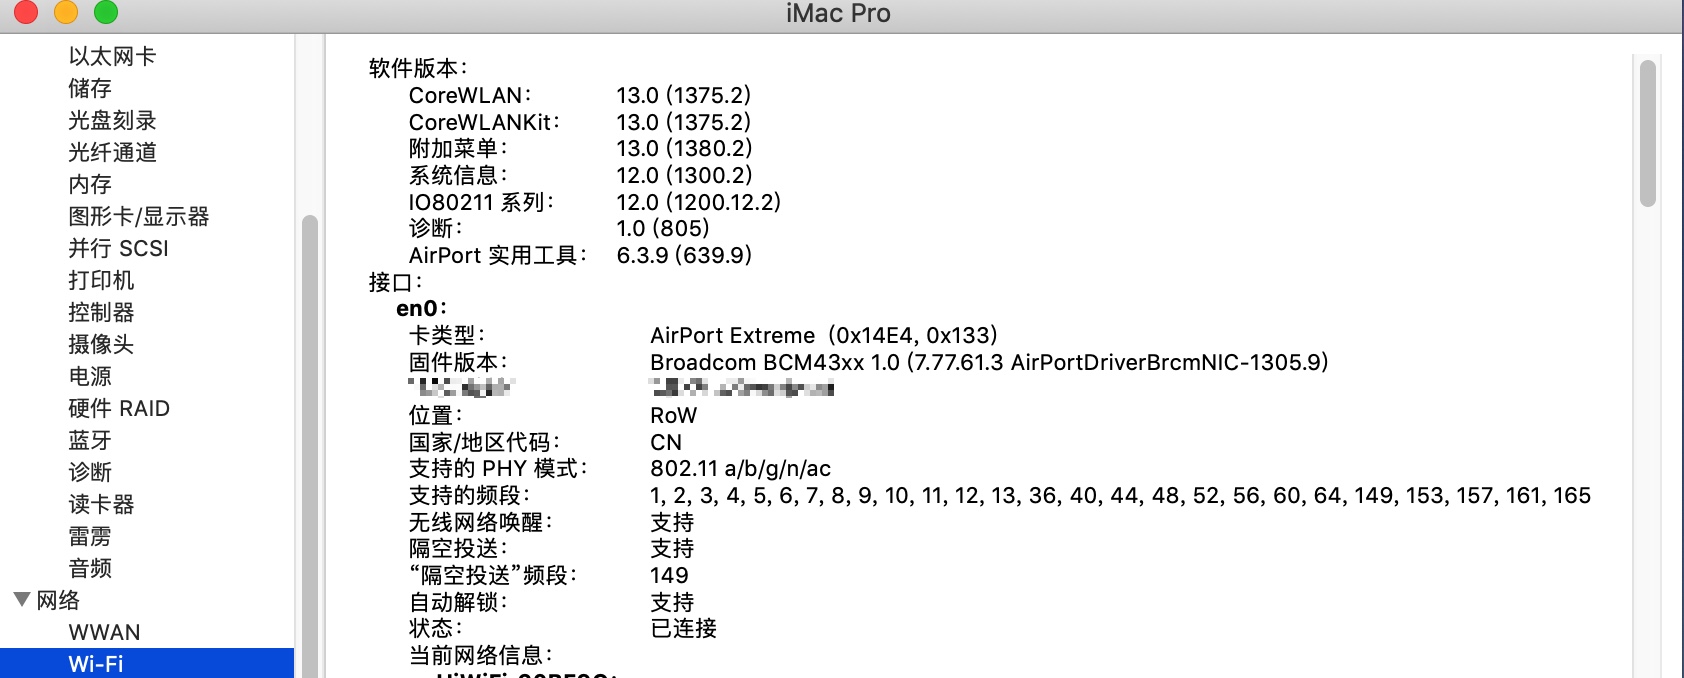 iMac Pro
以太网卡
储存
光盘刻录
光纤通道
内存
图形卡/显示器
并行 SCSI
打印机
控制器
摄像头
电源
硬件 RAID
蓝牙
诊断
读卡器
雷雳
音频
网络
WWAN
Wi-Fi
软件版本：
CoreWLAN： 13.0 (1375.2)
CoreWLANKit： 13.0 (1375.2)
附加菜单： 13.0 (1380.2)
系统信息： 12.0 (1300.2)
IO80211 系列： 12.0 (1200.12.2)
诊断： 1.0 (805)
AirPort 实用工具： 6.3.9 (639.9)
接口：
en0：
卡类型： AirPort Extreme  (0x14E4, 0x133)
固件版本： Broadcom BCM43xx 1.0 (7.77.61.3 AirPortDriverBrcmNIC-1305.9)
位置： RoW
国家/地区代码： CN
支持的 PHY 模式： 802.11 a/b/g/n/ac
支持的频段： 1, 2, 3, 4, 5, 6, 7, 8, 9, 10, 11, 12, 13, 36, 40, 44, 48, 52, 56, 60, 64, 149, 153, 157, 161, 165
无线网络唤醒： 支持
隔空投送： 支持
“隔空投送”频段： 149
自动解锁： 支持
状态： 已连接
当前网络信息：